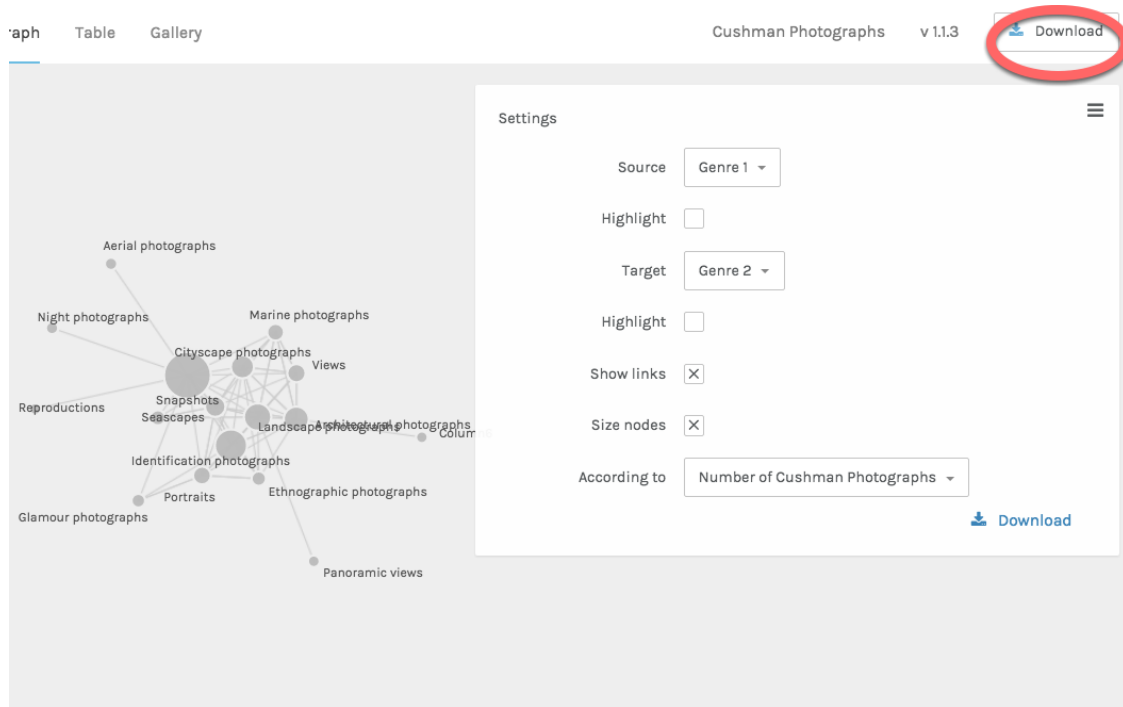 raph Table Gallery Cushman Photographs v 1.1.3 Download
Settings
Source Genre 1
Highlight
Target Genre 2
Highlight
Show links
Size nodes
According to Number of Cushman Photographs
Download
Aerial photographs
Night photographs
Marine photographs
Cityscape photographs
Views
Reproductions
Snapshots
Seascapes
Landscape photographs
Architectural photographs
Colum
Identification photographs
Portraits
Ethnographic photographs
Glamour photographs
Panoramic views